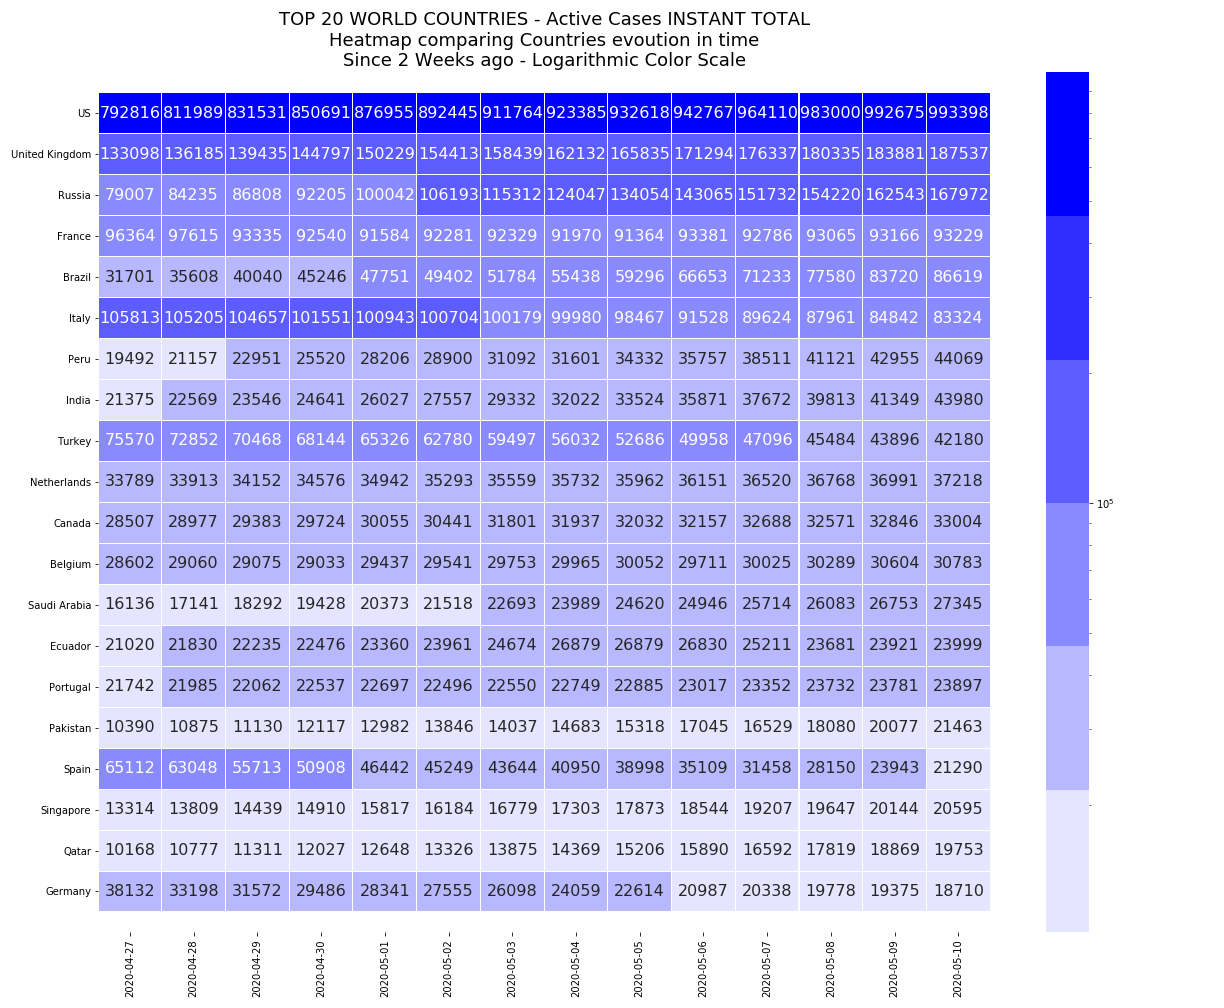 TOP 20 WORLD COUNTRIES - Active Cases INSTANT TOTAL
Heatmap comparing Countries evoution in time
Since 2 Weeks ago - Logarithmic Color Scale
US 792816 811989 831531 850691 876955 892445 911764 923385 932618 942767 964110 983000 992675 993398
United Kingdom 133098 136185 139435 144797 150229 154413 158439 162132 165835 171294 176337 180335 183881 187537
Russia 79007 84235 86808 92205 100042 106193 115312 124047 134054 143065 151732 154220 162543 167972
France 96364 97615 93335 92540 91584 92281 92329 91970 91364 93381 92786 93065 93166 93229
Brazil 31701 35608 40040 45246 47751 49402 51784 55438 59296 66653 71233 77580 83720 86619
Italy 105813 105205 104657 101551 100943 100704 100179 99980 98467 91528 89624 87961 84842 83324
Peru 19492 21157 22951 25520 28206 28900 31092 31601 34332 35757 38511 41121 42955 44069
India 21375 22569 23546 24641 26027 27557 29332 32022 33524 35871 37672 39813 41349 43980
Turkey 75570 72852 70468 68144 65326 62780 59497 56032 52686 49958 47096 45484 43896 42180
Netherlands 33789 33913 34152 34576 34942 35293 35559 35732 35962 36151 36520 36768 36991 37218
Canada 28507 28977 29383 29724 30055 30441 31801 31937 32032 32157 32688 32571 32846 33004
10⁵
Belgium 28602 29060 29075 29033 29437 29541 29753 29965 30052 29711 30025 30289 30604 30783
Saudi Arabia 16136 17141 18292 19428 20373 21518 22693 23989 24620 24946 25714 26083 26753 27345
Ecuador 21020 21830 22235 22476 23360 23961 24674 26879 26879 26830 25211 23681 23921 23999
Portugal 21742 21985 22062 22537 22697 22496 22550 22749 22885 23017 23352 23732 23781 23897
Pakistan 10390 10875 11130 12117 12982 13846 14037 14683 15318 17045 16529 18080 20077 21463
Spain 65112 63048 55713 50908 46442 45249 43644 40950 38998 35109 31458 28150 23943 21290
Singapore 13314 13809 14439 14910 15817 16184 16779 17303 17873 18544 19207 19647 20144 20595
Qatar 10168 10777 11311 12027 12648 13326 13875 14369 15206 15890 16592 17819 18869 19753
Germany 38132 33198 31572 29486 28341 27555 26098 24059 22614 20987 20338 19778 19375 18710
2020-04-27 2020-04-28 2020-04-29 2020-04-30 2020-05-01 2020-05-02 2020-05-03 2020-05-04 2020-05-05 2020-05-06 2020-05-07 2020-05-08 2020-05-09 2020-05-10